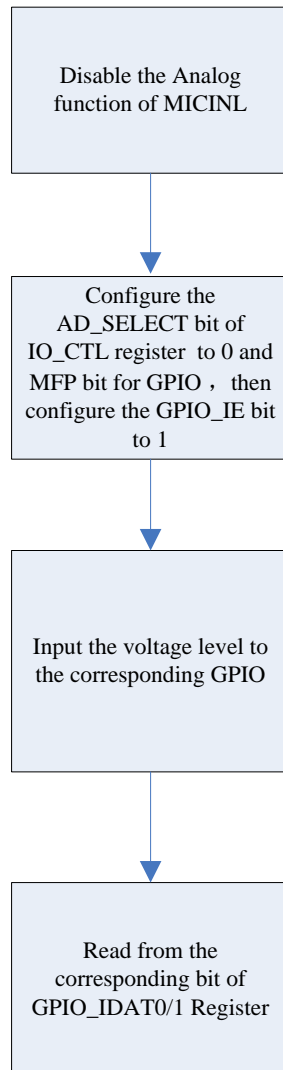 Disable the Analog
function of MICINL
Configure the
AD_SELECT bit of
IO_CTL register to 0 and
MFP bit for GPIO ，then
configure the GPIO_IE bit
to 1
Input the voltage level to
the corresponding GPIO
Read from the
corresponding bit of
GPIO_IDAT0/1 Register